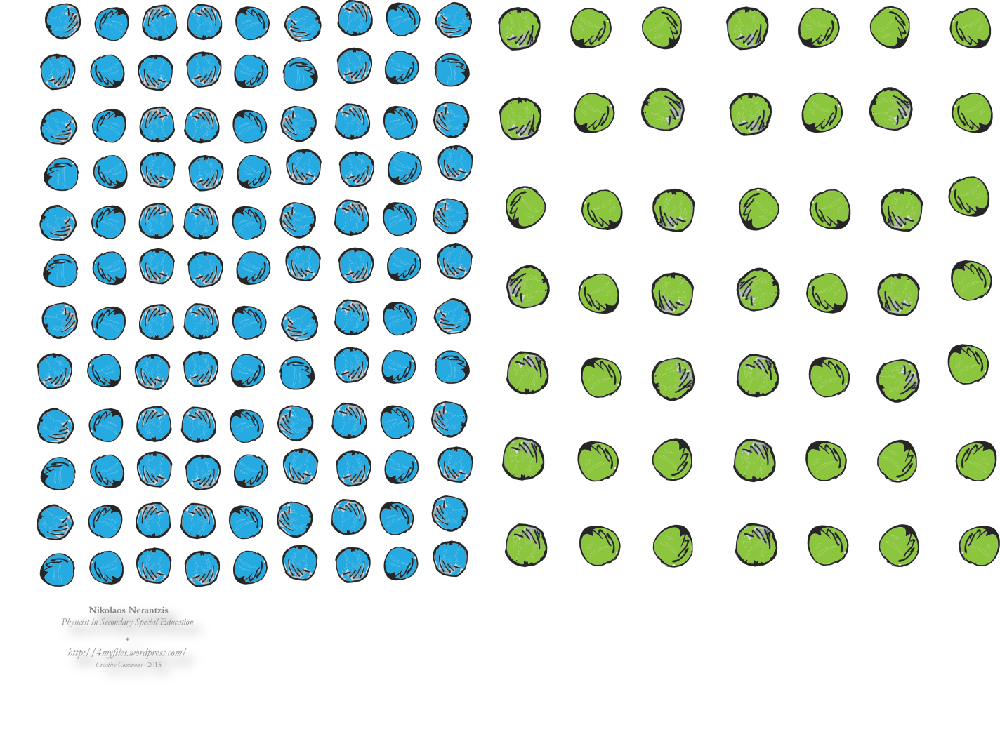 Nikolaos Nerantzis
Physicist in Secondary Special Education
*
http://4myfiles.wordpress.com/
Creative Commons - 2015